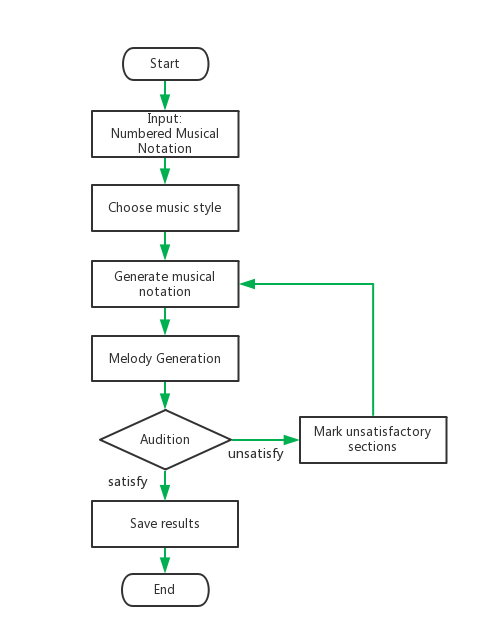 Start
Input:
Numbered Musical
Notation
Choose music style
Generate musical
notation
Melody Generation
Audition
unsatisfy
Mark unsatisfactory
sections
satisfy
Save results
End